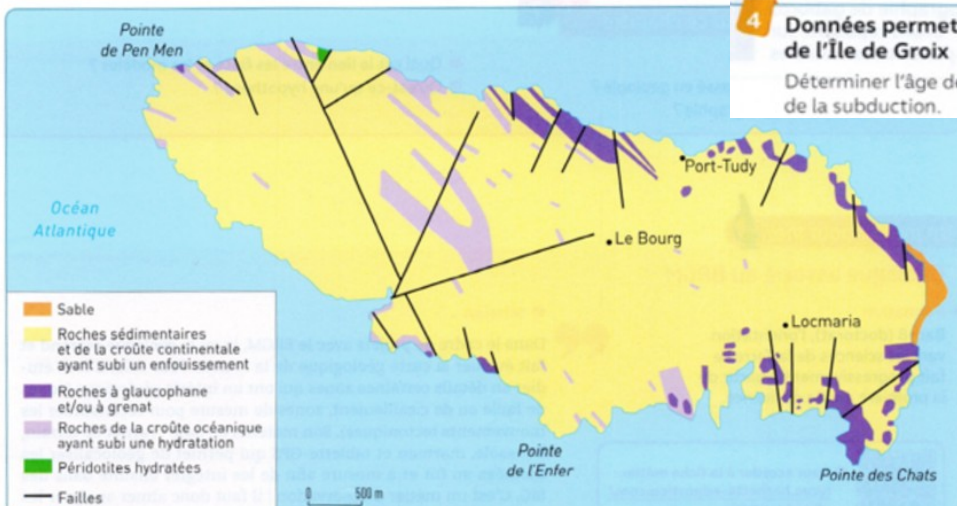 4
Données permet
de l'Île de Groix
Déterminer l'âge de
de la subduction.
Pointe
de Pen Men
Océan
Atlantique
Port-Tudy
Le Bourg
Locmaria
Pointe
de l'Enfer
Pointe des Chats
Sable
Roches sédimentaires
et de la croûte continentale
ayant subi un enfouissement
Roches à glaucophane
et/ou à grenat
Roches de la croûte océanique
ayant subi une hydratation
Péridotites hydratées
Failles
0 500 m